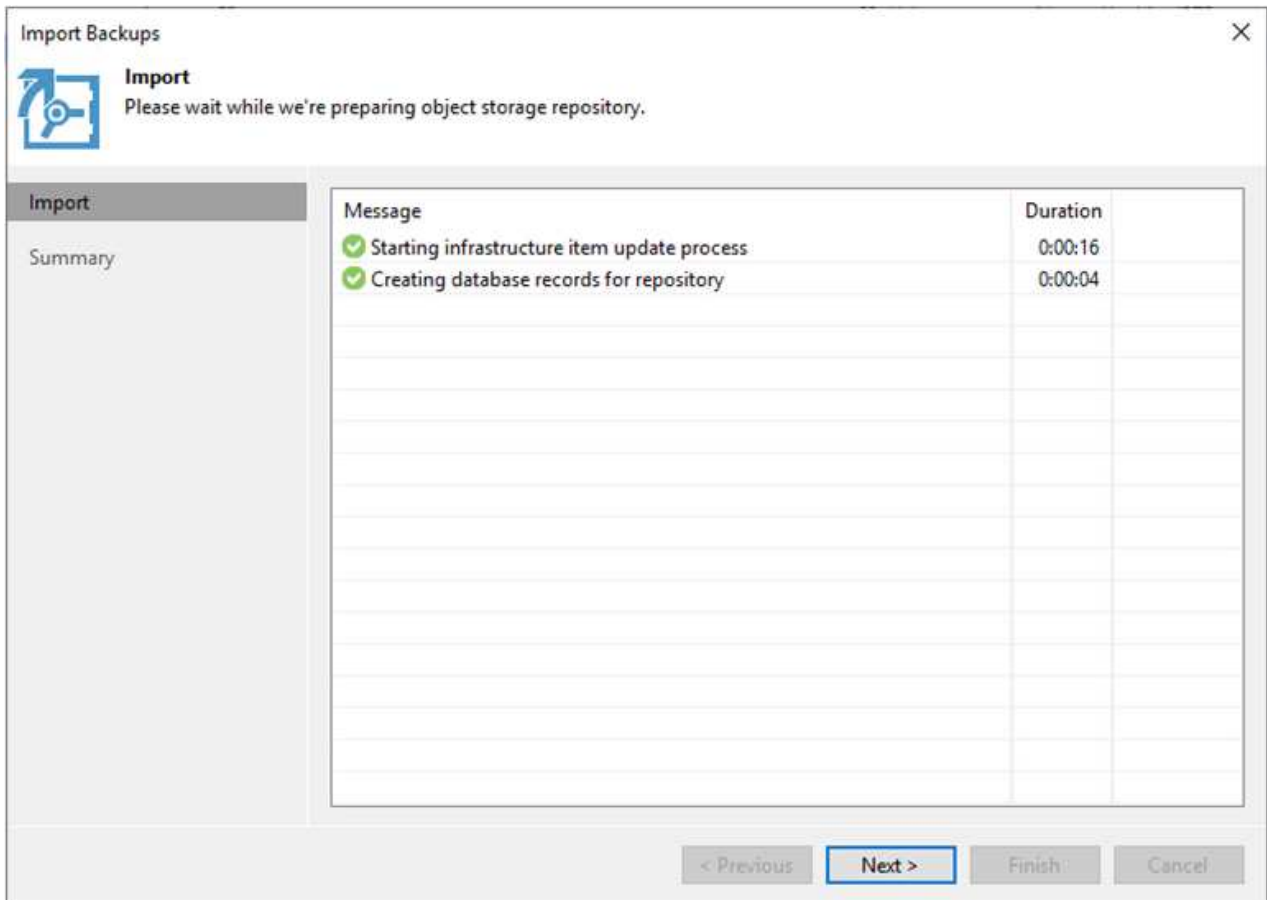 Import Backups
Import
Please wait while we're preparing object storage repository.
Import
Summary
Message Duration
Starting infrastructure item update process 0:00:16
Creating database records for repository 0:00:04
< Previous Next > Finish Cancel